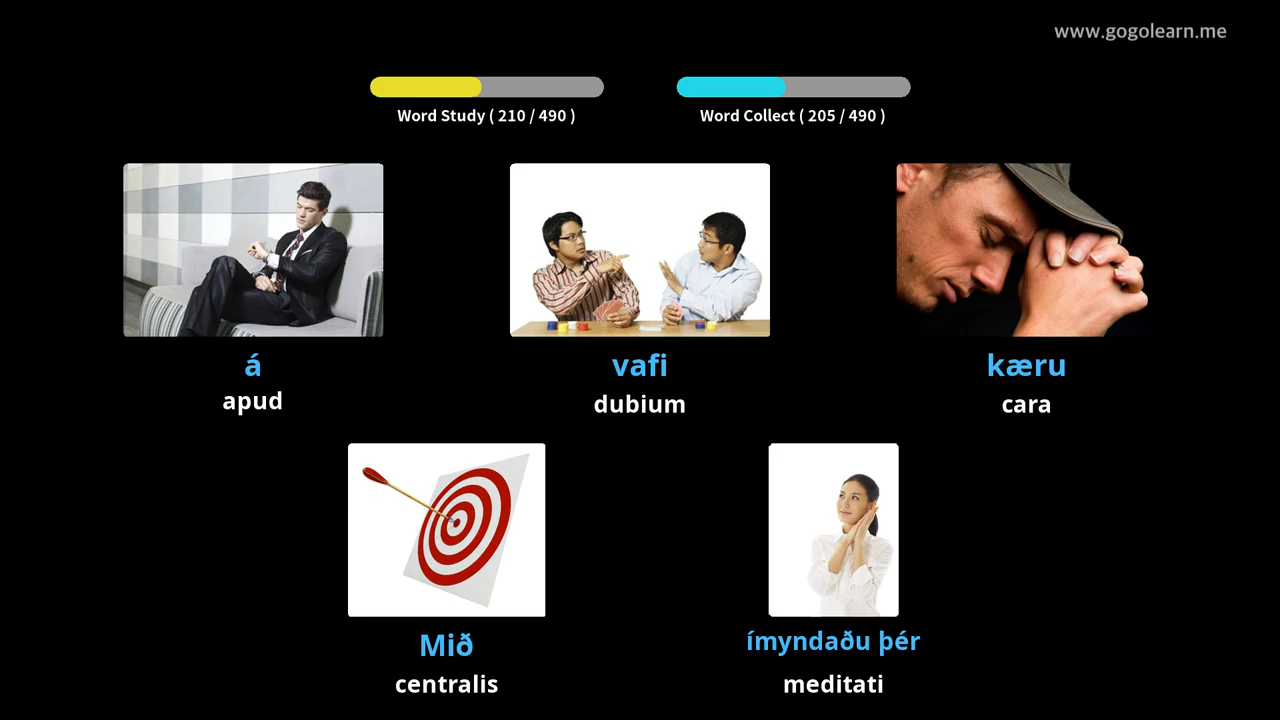 www.gogolearn.me
Word Study ( 210 / 490 )
Word Collect ( 205 / 490 )
á
apud
vafi
dubium
kæru
cara
Mið
centralis
ímyndaðu þér
meditati